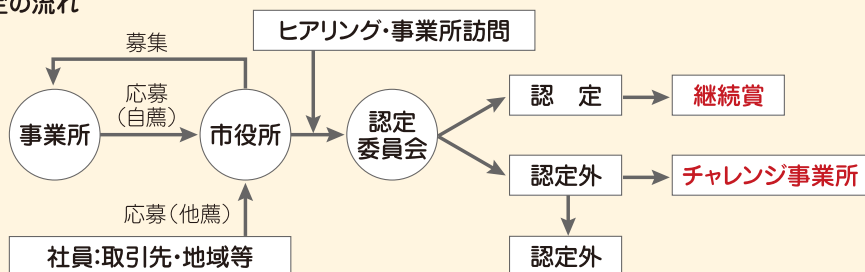 の流れ
ヒアリング・事業所訪問
募集
応募
(自薦)
事業所
市役所
認定
委員会
認　定
継続賞
認定外
チャレンジ事業所
応募(他薦)
社員:取引先・地域等
認定外